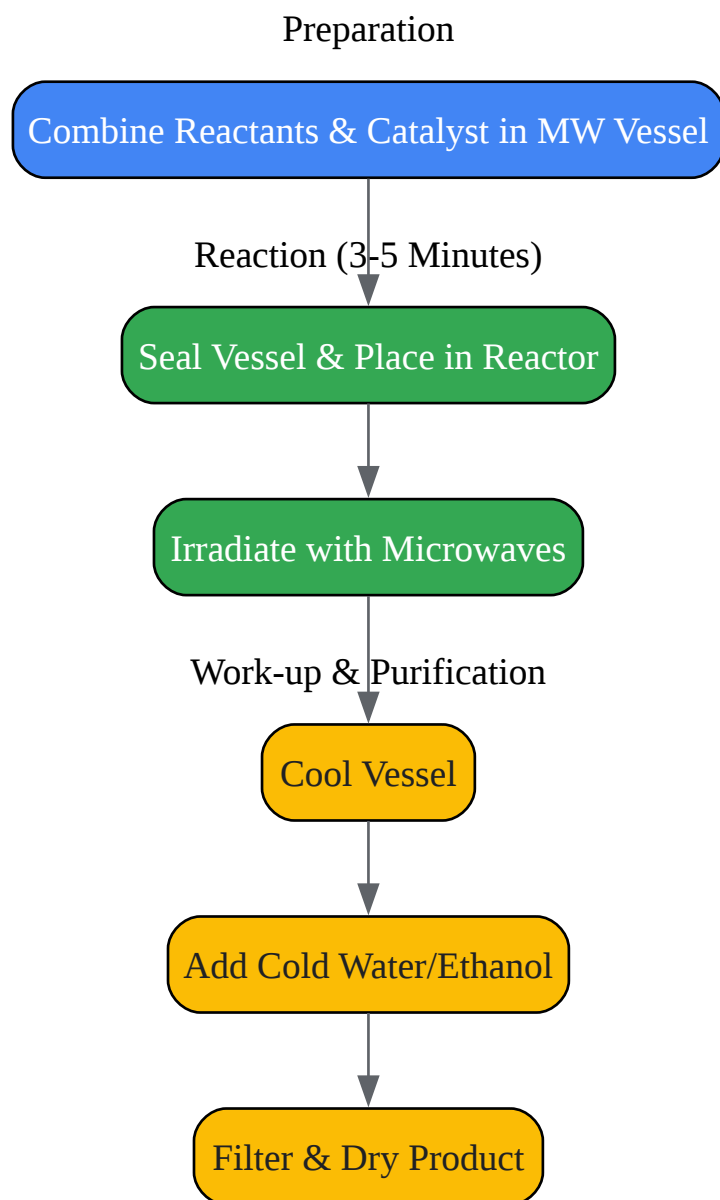 Preparation
Combine Reactants & Catalyst in MW Vessel
Reaction (3-5 Minutes)
Seal Vessel & Place in Reactor
Irradiate with Microwaves
Work-up & Purification
Cool Vessel
Add Cold Water/Ethanol
Filter & Dry Product